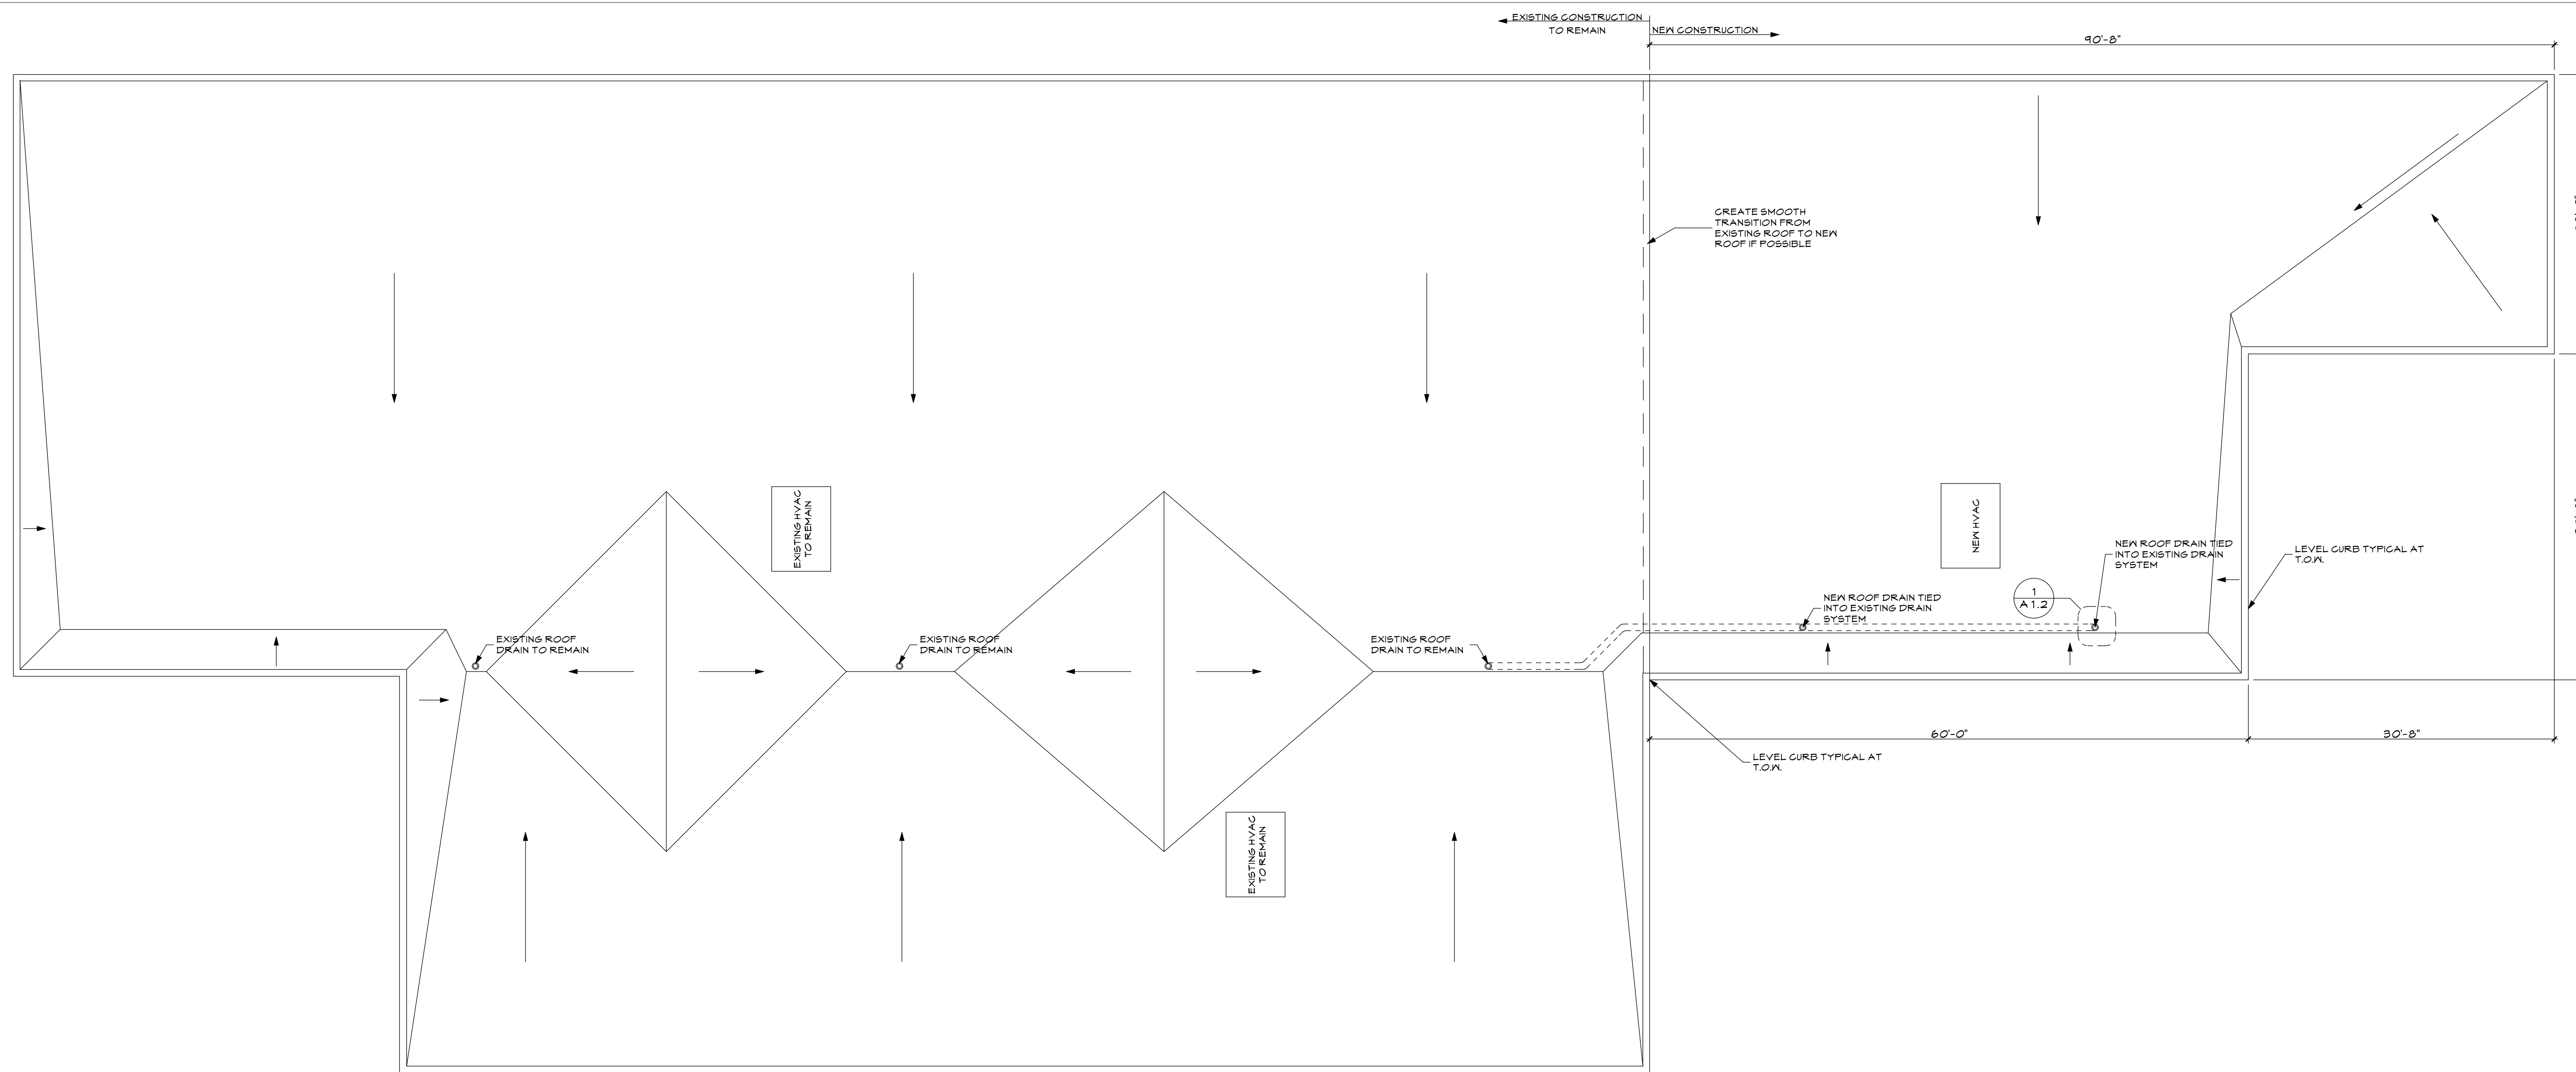 EXISTING CONSTRUCTION
TO REMAIN
NEW CONSTRUCTION
90'-8"
CREATE SMOOTH
TRANSITION FROM
EXISTING ROOF TO NEW
ROOF IF POSSIBLE
EXISTING HVAC
TO REMAIN
NEW HVAC
NEW ROOF DRAIN TIED
INTO EXISTING DRAIN
SYSTEM
LEVEL CURB TYPICAL AT
T.O.W.
1
A 1.2
NEW ROOF DRAIN TIED
INTO EXISTING DRAIN
SYSTEM
EXISTING ROOF
DRAIN TO REMAIN
EXISTING ROOF
DRAIN TO REMAIN
EXISTING ROOF
DRAIN TO REMAIN
60'-0"
30'-8"
LEVEL CURB TYPICAL AT
T.O.W.
EXISTING HVAC
TO REMAIN